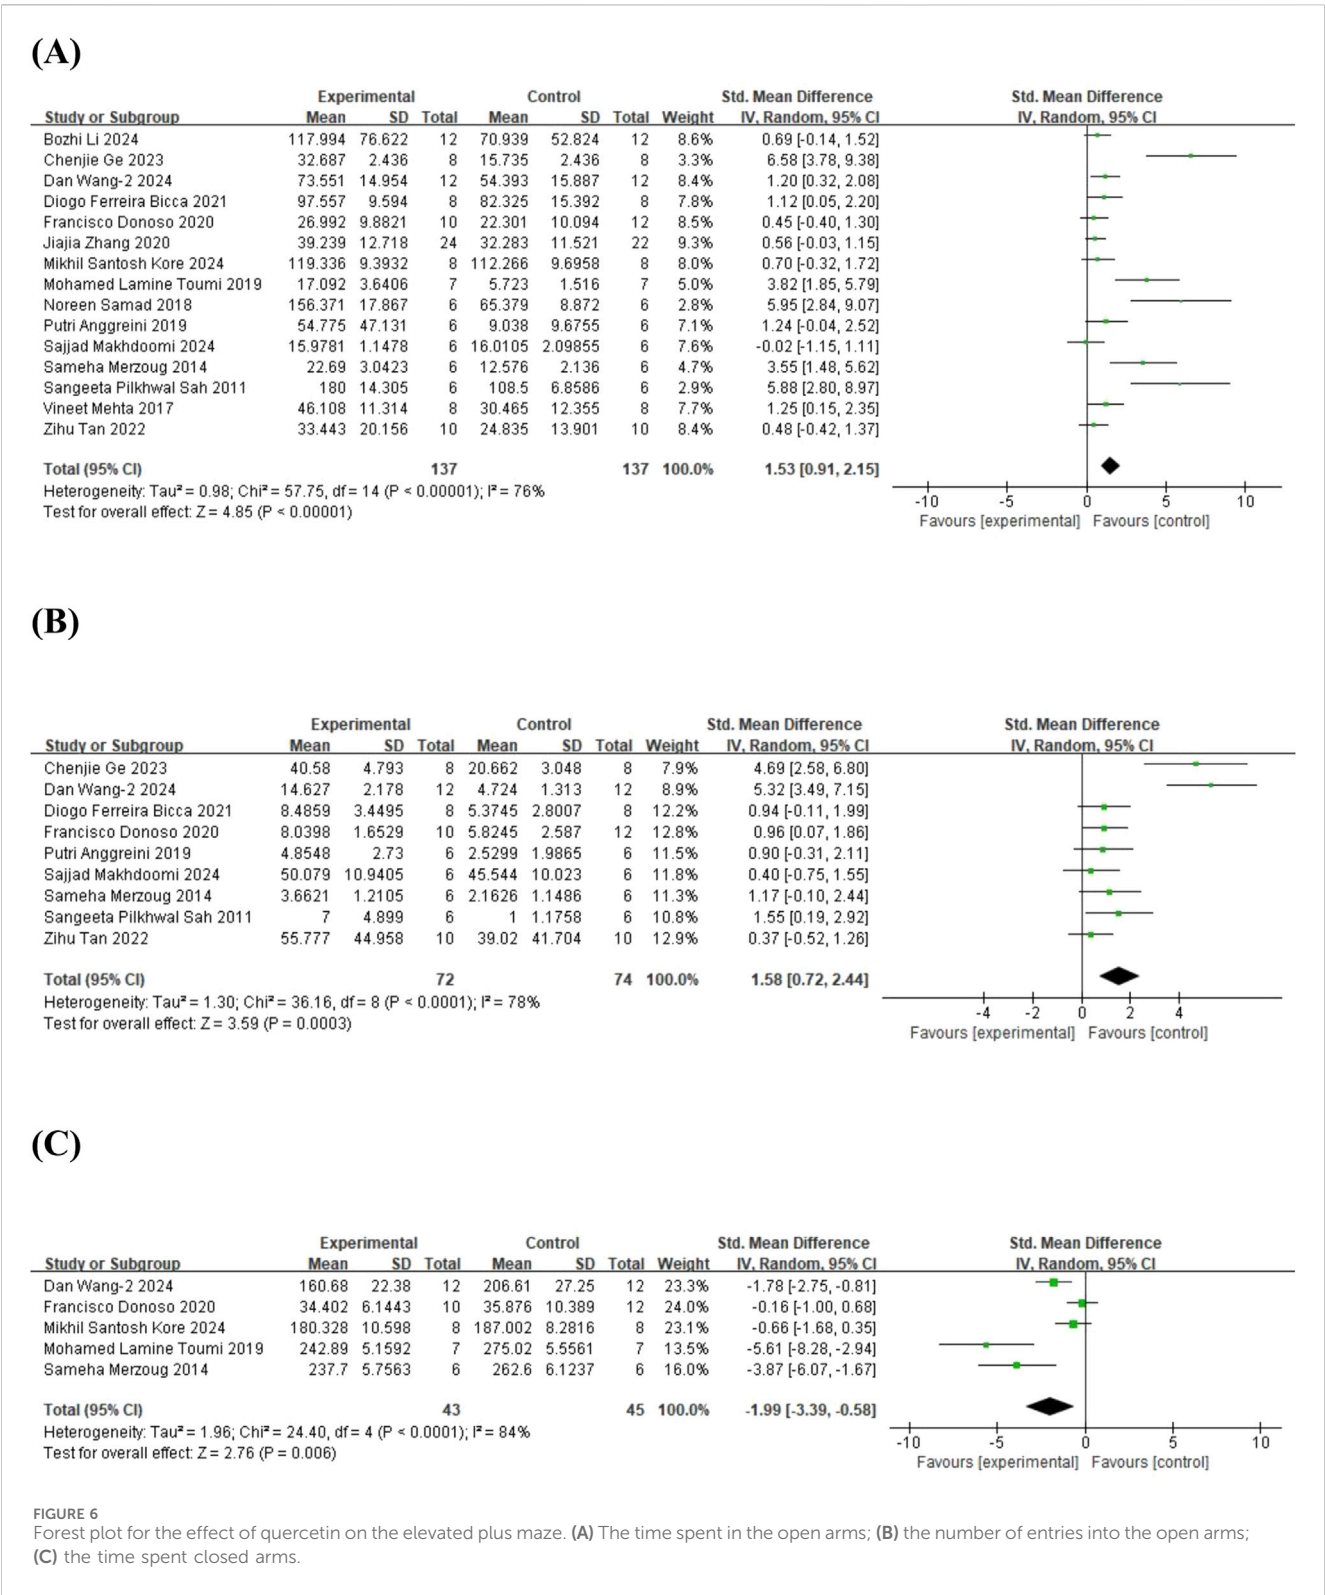 (A)
Experimental Control Std. Mean Difference Std. Mean Difference
Study or Subgroup Mean SD Total Mean SD Total Weight IV, Random, 95% CI IV, Random, 95% CI
Bozhi Li 2024 117.994 76.622 12 70.939 52.824 12 8.6% 0.69 [-0.14, 1.52]
Chenjie Ge 2023 32.687 2.436 8 15.735 2.436 8 3.3% 6.58 [3.78, 9.38]
Dan Wang-2 2024 73.551 14.954 12 54.393 15.887 12 8.4% 1.20 [0.32, 2.08]
Diogo Ferreira Bicca 2021 97.557 9.594 8 82.325 15.392 8 7.8% 1.12 [0.05, 2.20]
Francisco Donoso 2020 26.992 9.8821 10 22.301 10.094 12 8.5% 0.45 [-0.40, 1.30]
Jiajia Zhang 2020 39.239 12.718 24 32.283 11.521 22 9.3% 0.56 [-0.03, 1.15]
Mikhil Santosh Kore 2024 119.336 9.3932 8 112.266 9.6958 8 8.0% 0.70 [-0.32, 1.72]
Mohamed Lamine Toumi 2019 17.092 3.6406 7 5.723 1.516 7 5.0% 3.82 [1.85, 5.79]
Noreen Samad 2018 156.371 17.867 6 65.379 8.872 6 2.8% 5.95 [2.84, 9.07]
Putri Anggreini 2019 54.775 47.131 6 9.038 9.6755 6 7.1% 1.24 [-0.04, 2.52]
Sajjad Makhdoomi 2024 15.9781 1.1478 6 16.0105 2.09855 6 7.6% -0.02 [-1.15, 1.11]
Sameha Merzoug 2014 22.69 3.0423 6 12.576 2.136 6 4.7% 3.55 [1.48, 5.62]
Sangeeta Pilkhwal Sah 2011 180 14.305 6 108.5 6.8586 6 2.9% 5.88 [2.80, 8.97]
Vineet Mehta 2017 46.108 11.314 8 30.465 12.355 8 7.7% 1.25 [0.15, 2.35]
Zihu Tan 2022 33.443 20.156 10 24.835 13.901 10 8.4% 0.48 [-0.42, 1.37]
Total (95% CI) 137 137 100.0% 1.53 [0.91, 2.15]
Heterogeneity: Tau² = 0.98; Chi² = 57.75, df = 14 (P < 0.00001); I² = 76%
Test for overall effect: Z = 4.85 (P < 0.00001)
-10 -5 0 5 10
Favours [experimental] Favours [control]
(B)
Experimental Control Std. Mean Difference Std. Mean Difference
Study or Subgroup Mean SD Total Mean SD Total Weight IV, Random, 95% CI IV, Random, 95% CI
Chenjie Ge 2023 40.58 4.793 8 20.662 3.048 8 7.9% 4.69 [2.58, 6.80]
Dan Wang-2 2024 14.627 2.178 12 4.724 1.313 12 8.9% 5.32 [3.49, 7.15]
Diogo Ferreira Bicca 2021 8.4859 3.4495 8 5.3745 2.8007 8 12.2% 0.94 [-0.11, 1.99]
Francisco Donoso 2020 8.0398 1.6529 10 5.8245 2.587 12 12.8% 0.96 [0.07, 1.86]
Putri Anggreini 2019 4.8548 2.73 6 2.5299 1.9865 6 11.5% 0.90 [-0.31, 2.11]
Sajjad Makhdoomi 2024 50.079 10.9405 6 45.544 10.023 6 11.8% 0.40 [-0.75, 1.55]
Sameha Merzoug 2014 3.6621 1.2105 6 2.1626 1.1486 6 11.3% 1.17 [-0.10, 2.44]
Sangeeta Pilkhwal Sah 2011 7 4.899 6 1 1.1758 6 10.8% 1.55 [0.19, 2.92]
Zihu Tan 2022 55.777 44.958 10 39.02 41.704 10 12.9% 0.37 [-0.52, 1.26]
Total (95% CI) 72 74 100.0% 1.58 [0.72, 2.44]
Heterogeneity: Tau² = 1.30; Chi² = 36.16, df = 8 (P < 0.0001); I² = 78%
Test for overall effect: Z = 3.59 (P = 0.0003)
-4 -2 0 2 4
Favours [experimental] Favours [control]
(C)
Experimental Control Std. Mean Difference Std. Mean Difference
Study or Subgroup Mean SD Total Mean SD Total Weight IV, Random, 95% CI IV, Random, 95% CI
Dan Wang-2 2024 160.68 22.38 12 206.61 27.25 12 23.3% -1.78 [-2.75, -0.81]
Francisco Donoso 2020 34.402 6.1443 10 35.876 10.389 12 24.0% -0.16 [-1.00, 0.68]
Mikhil Santosh Kore 2024 180.328 10.598 8 187.002 8.2816 8 23.1% -0.66 [-1.68, 0.35]
Mohamed Lamine Toumi 2019 242.89 5.1592 7 275.02 5.5561 7 13.5% -5.61 [-8.28, -2.94]
Sameha Merzoug 2014 237.7 5.7563 6 262.6 6.1237 6 16.0% -3.87 [-6.07, -1.67]
Total (95% CI) 43 45 100.0% -1.99 [-3.39, -0.58]
Heterogeneity: Tau² = 1.96; Chi² = 24.40, df = 4 (P < 0.0001); I² = 84%
Test for overall effect: Z = 2.76 (P = 0.006)
-10 -5 0 5 10
Favours [experimental] Favours [control]
FIGURE 6
Forest plot for the effect of quercetin on the elevated plus maze. (A) The time spent in the open arms; (B) the number of entries into the open arms;
(C) the time spent closed arms.